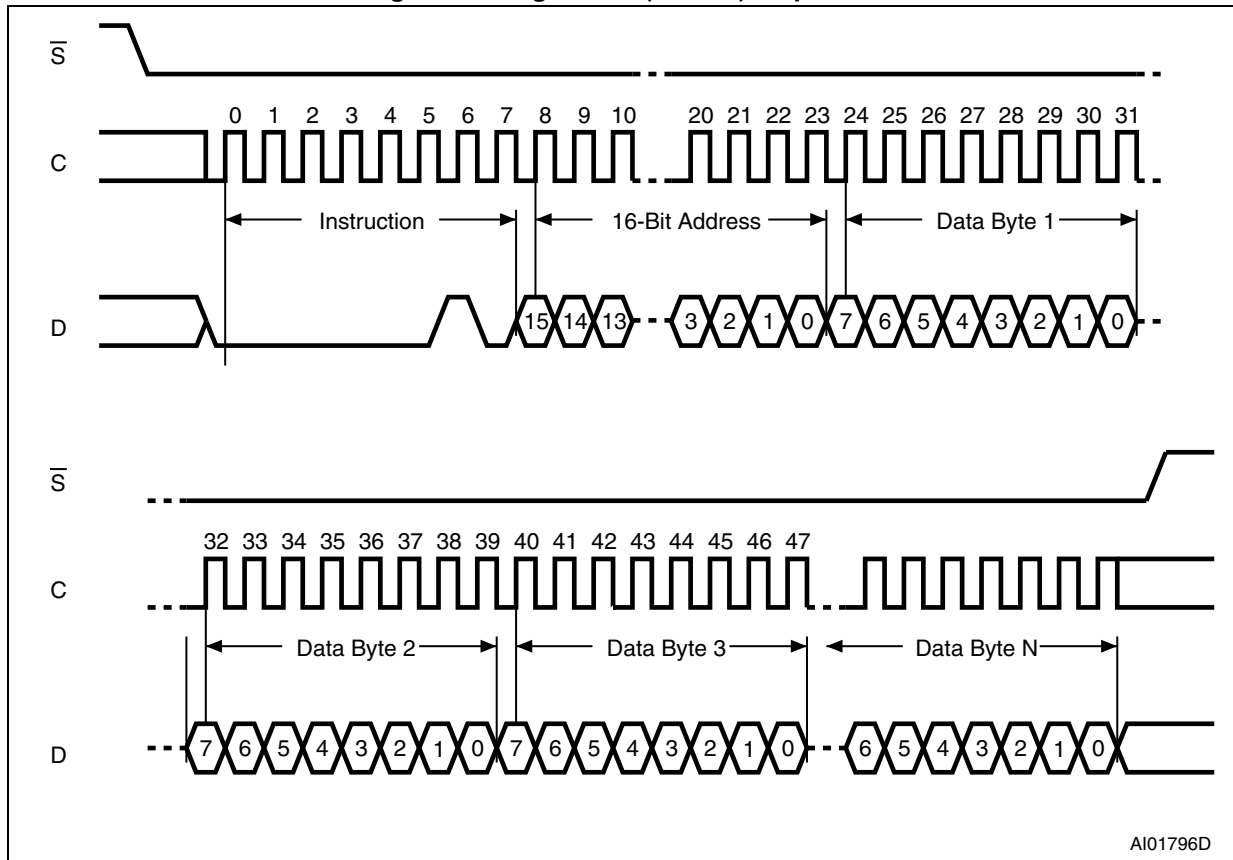 S̅
0 1 2 3 4 5 6 7 8 9 10 20 21 22 23 24 25 26 27 28 29 30 31
C
Instruction 16-Bit Address Data Byte 1
D 15 14 13 3 2 1 0 7 6 5 4 3 2 1 0
S̅
32 33 34 35 36 37 38 39 40 41 42 43 44 45 46 47
C
Data Byte 2 Data Byte 3 Data Byte N
D 7 6 5 4 3 2 1 0 7 6 5 4 3 2 1 0 6 5 4 3 2 1 0
AI01796D